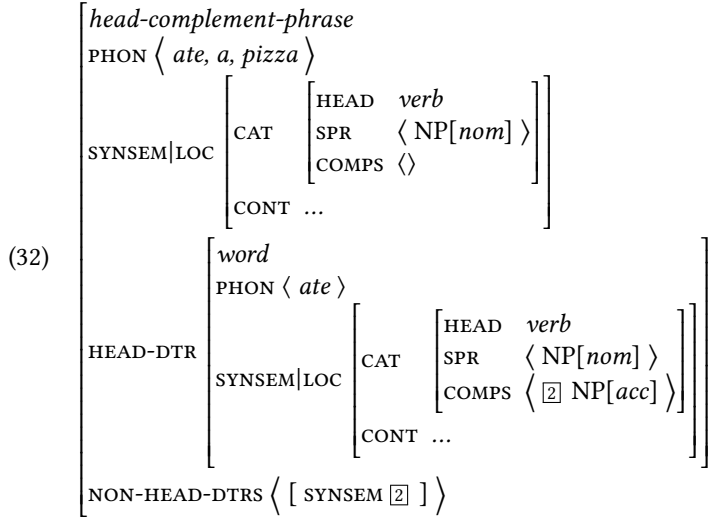 head-complement-phrase
PHON ⟨ ate, a, pizza ⟩
HEAD verb
SPR ⟨ NP[nom] ⟩
COMPS ⟨⟩
CAT
SYNSEM|LOC
CONT ...
(32)
word
PHON ⟨ ate ⟩
HEAD verb
SPR ⟨ NP[nom] ⟩
COMPS ⟨ 2 NP[acc] ⟩
CAT
HEAD-DTR
SYNSEM|LOC
CONT ...
NON-HEAD-DTRS ⟨ [ SYNSEM 2 ] ⟩